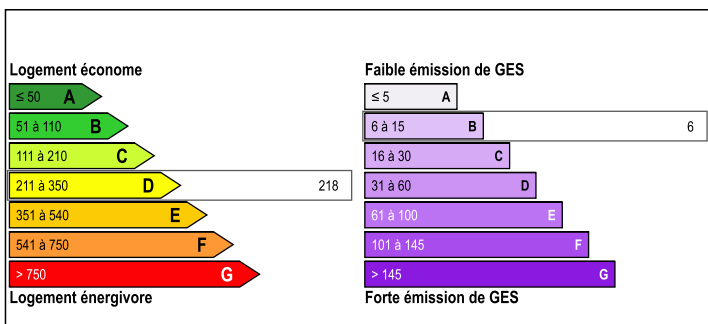 Logement économe
≤ 50 A
51 à 110 B
111 à 210 C
211 à 350 D 218
351 à 540 E
541 à 750 F
> 750 G
Logement énergivore
Faible émission de GES
≤ 5 A
6 à 15 B 6
16 à 30 C
31 à 60 D
61 à 100 E
101 à 145 F
> 145 G
Forte émission de GES